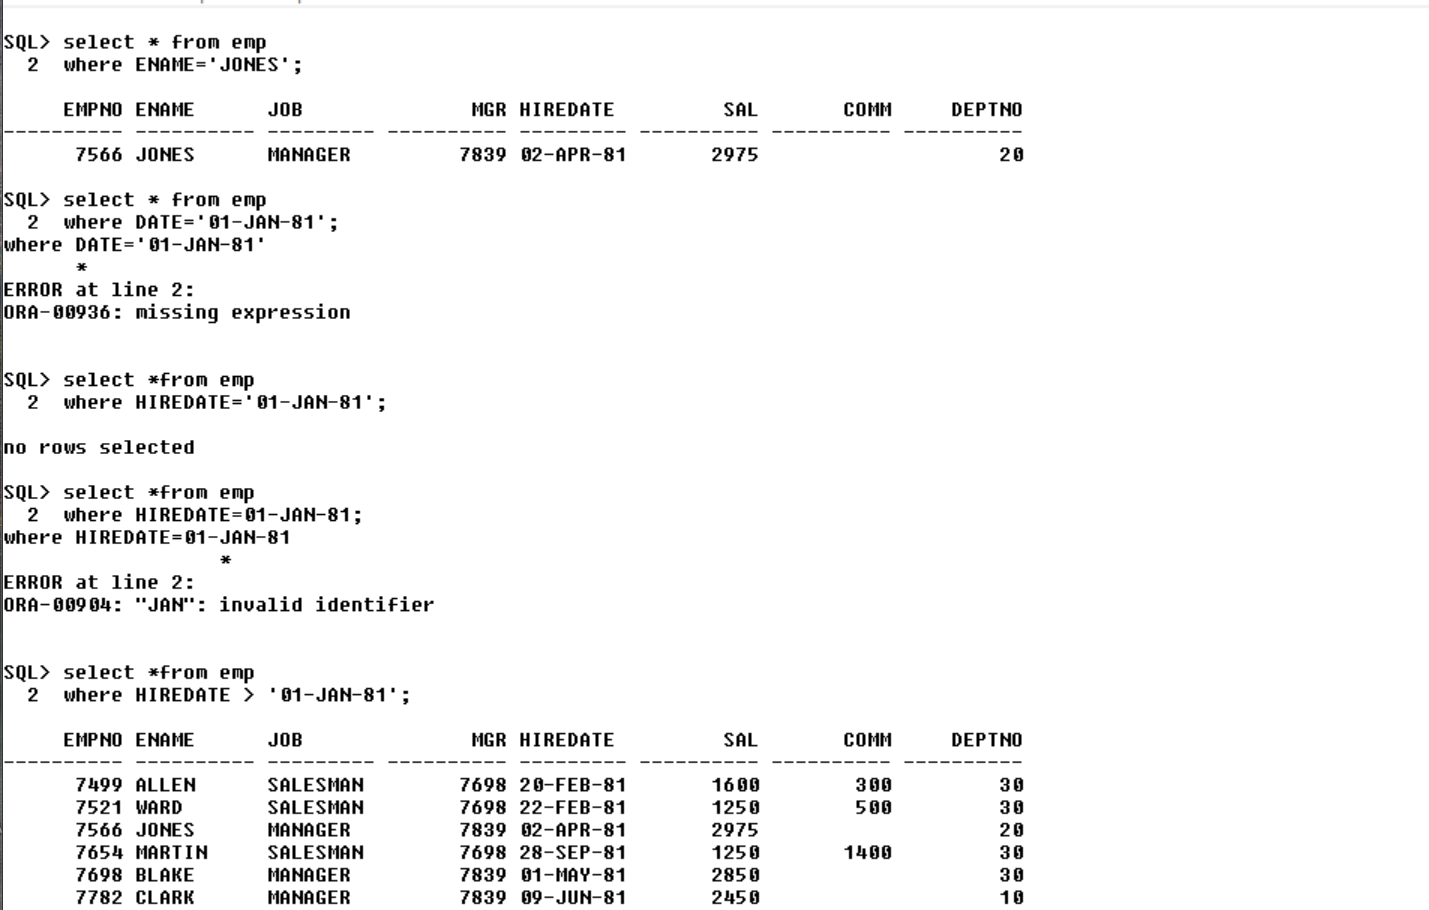 SQL> select * from emp
  2  where ENAME='JONES';

     EMPNO ENAME      JOB              MGR HIREDATE         SAL       COMM     DEPTNO
---------- ---------- --------- ---------- --------- ---------- ---------- ----------
      7566 JONES      MANAGER         7839 02-APR-81       2975                    20

SQL> select * from emp
  2  where DATE='01-JAN-81';
where DATE='01-JAN-81'
      *
ERROR at line 2:
ORA-00936: missing expression

SQL> select *from emp
  2  where HIREDATE='01-JAN-81';

no rows selected

SQL> select *from emp
  2  where HIREDATE=01-JAN-81;
where HIREDATE=01-JAN-81
                  *
ERROR at line 2:
ORA-00904: "JAN": invalid identifier

SQL> select *from emp
  2  where HIREDATE > '01-JAN-81';

     EMPNO ENAME      JOB              MGR HIREDATE         SAL       COMM     DEPTNO
---------- ---------- --------- ---------- --------- ---------- ---------- ----------
      7499 ALLEN      SALESMAN        7698 20-FEB-81       1600        300         30
      7521 WARD       SALESMAN        7698 22-FEB-81       1250        500         30
      7566 JONES      MANAGER         7839 02-APR-81       2975                    20
      7654 MARTIN     SALESMAN        7698 28-SEP-81       1250       1400         30
      7698 BLAKE      MANAGER         7839 01-MAY-81       2850                    30
      7782 CLARK      MANAGER         7839 09-JUN-81       2450                    10